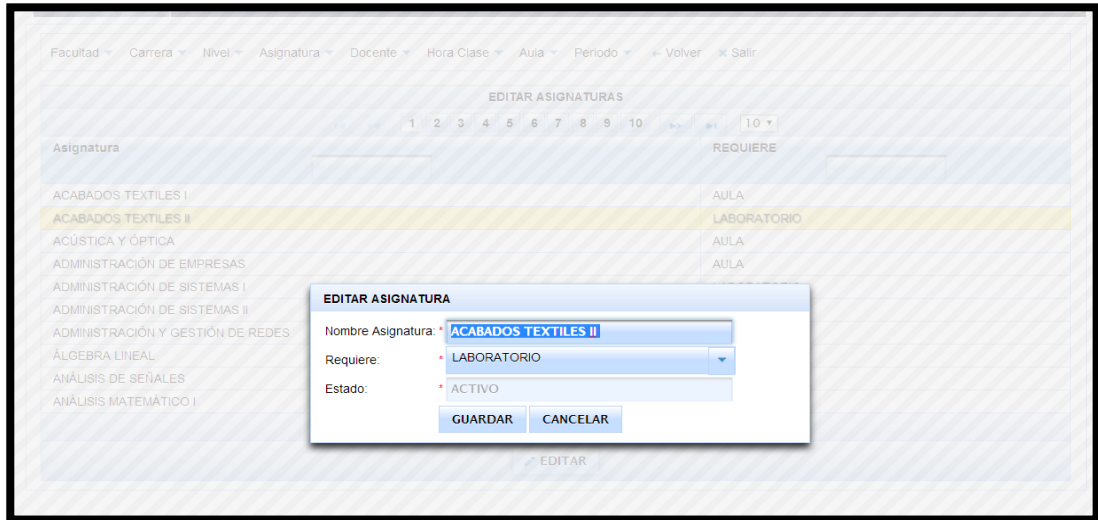 Facultad Carrera Nivel Asignatura Docente Hora Clase Aula Periodo Volver Salir
EDITAR ASIGNATURAS
1 2 3 4 5 6 7 8 9 10 10
Asignatura REQUIERE
ACABADOS TEXTILES I AULA
ACABADOS TEXTILES II LABORATORIO
ACÚSTICA Y ÓPTICA AULA
ADMINISTRACIÓN DE EMPRESAS AULA
ADMINISTRACIÓN DE SISTEMAS I
ADMINISTRACIÓN DE SISTEMAS II
ADMINISTRACIÓN Y GESTIÓN DE REDES
ÁLGEBRA LINEAL
ANÁLISIS DE SEÑALES
ANÁLISIS MATEMÁTICO I
EDITAR ASIGNATURA
Nombre Asignatura: * ACABADOS TEXTILES II
Requiere: * LABORATORIO
Estado: * ACTIVO
GUARDAR CANCELAR
EDITAR